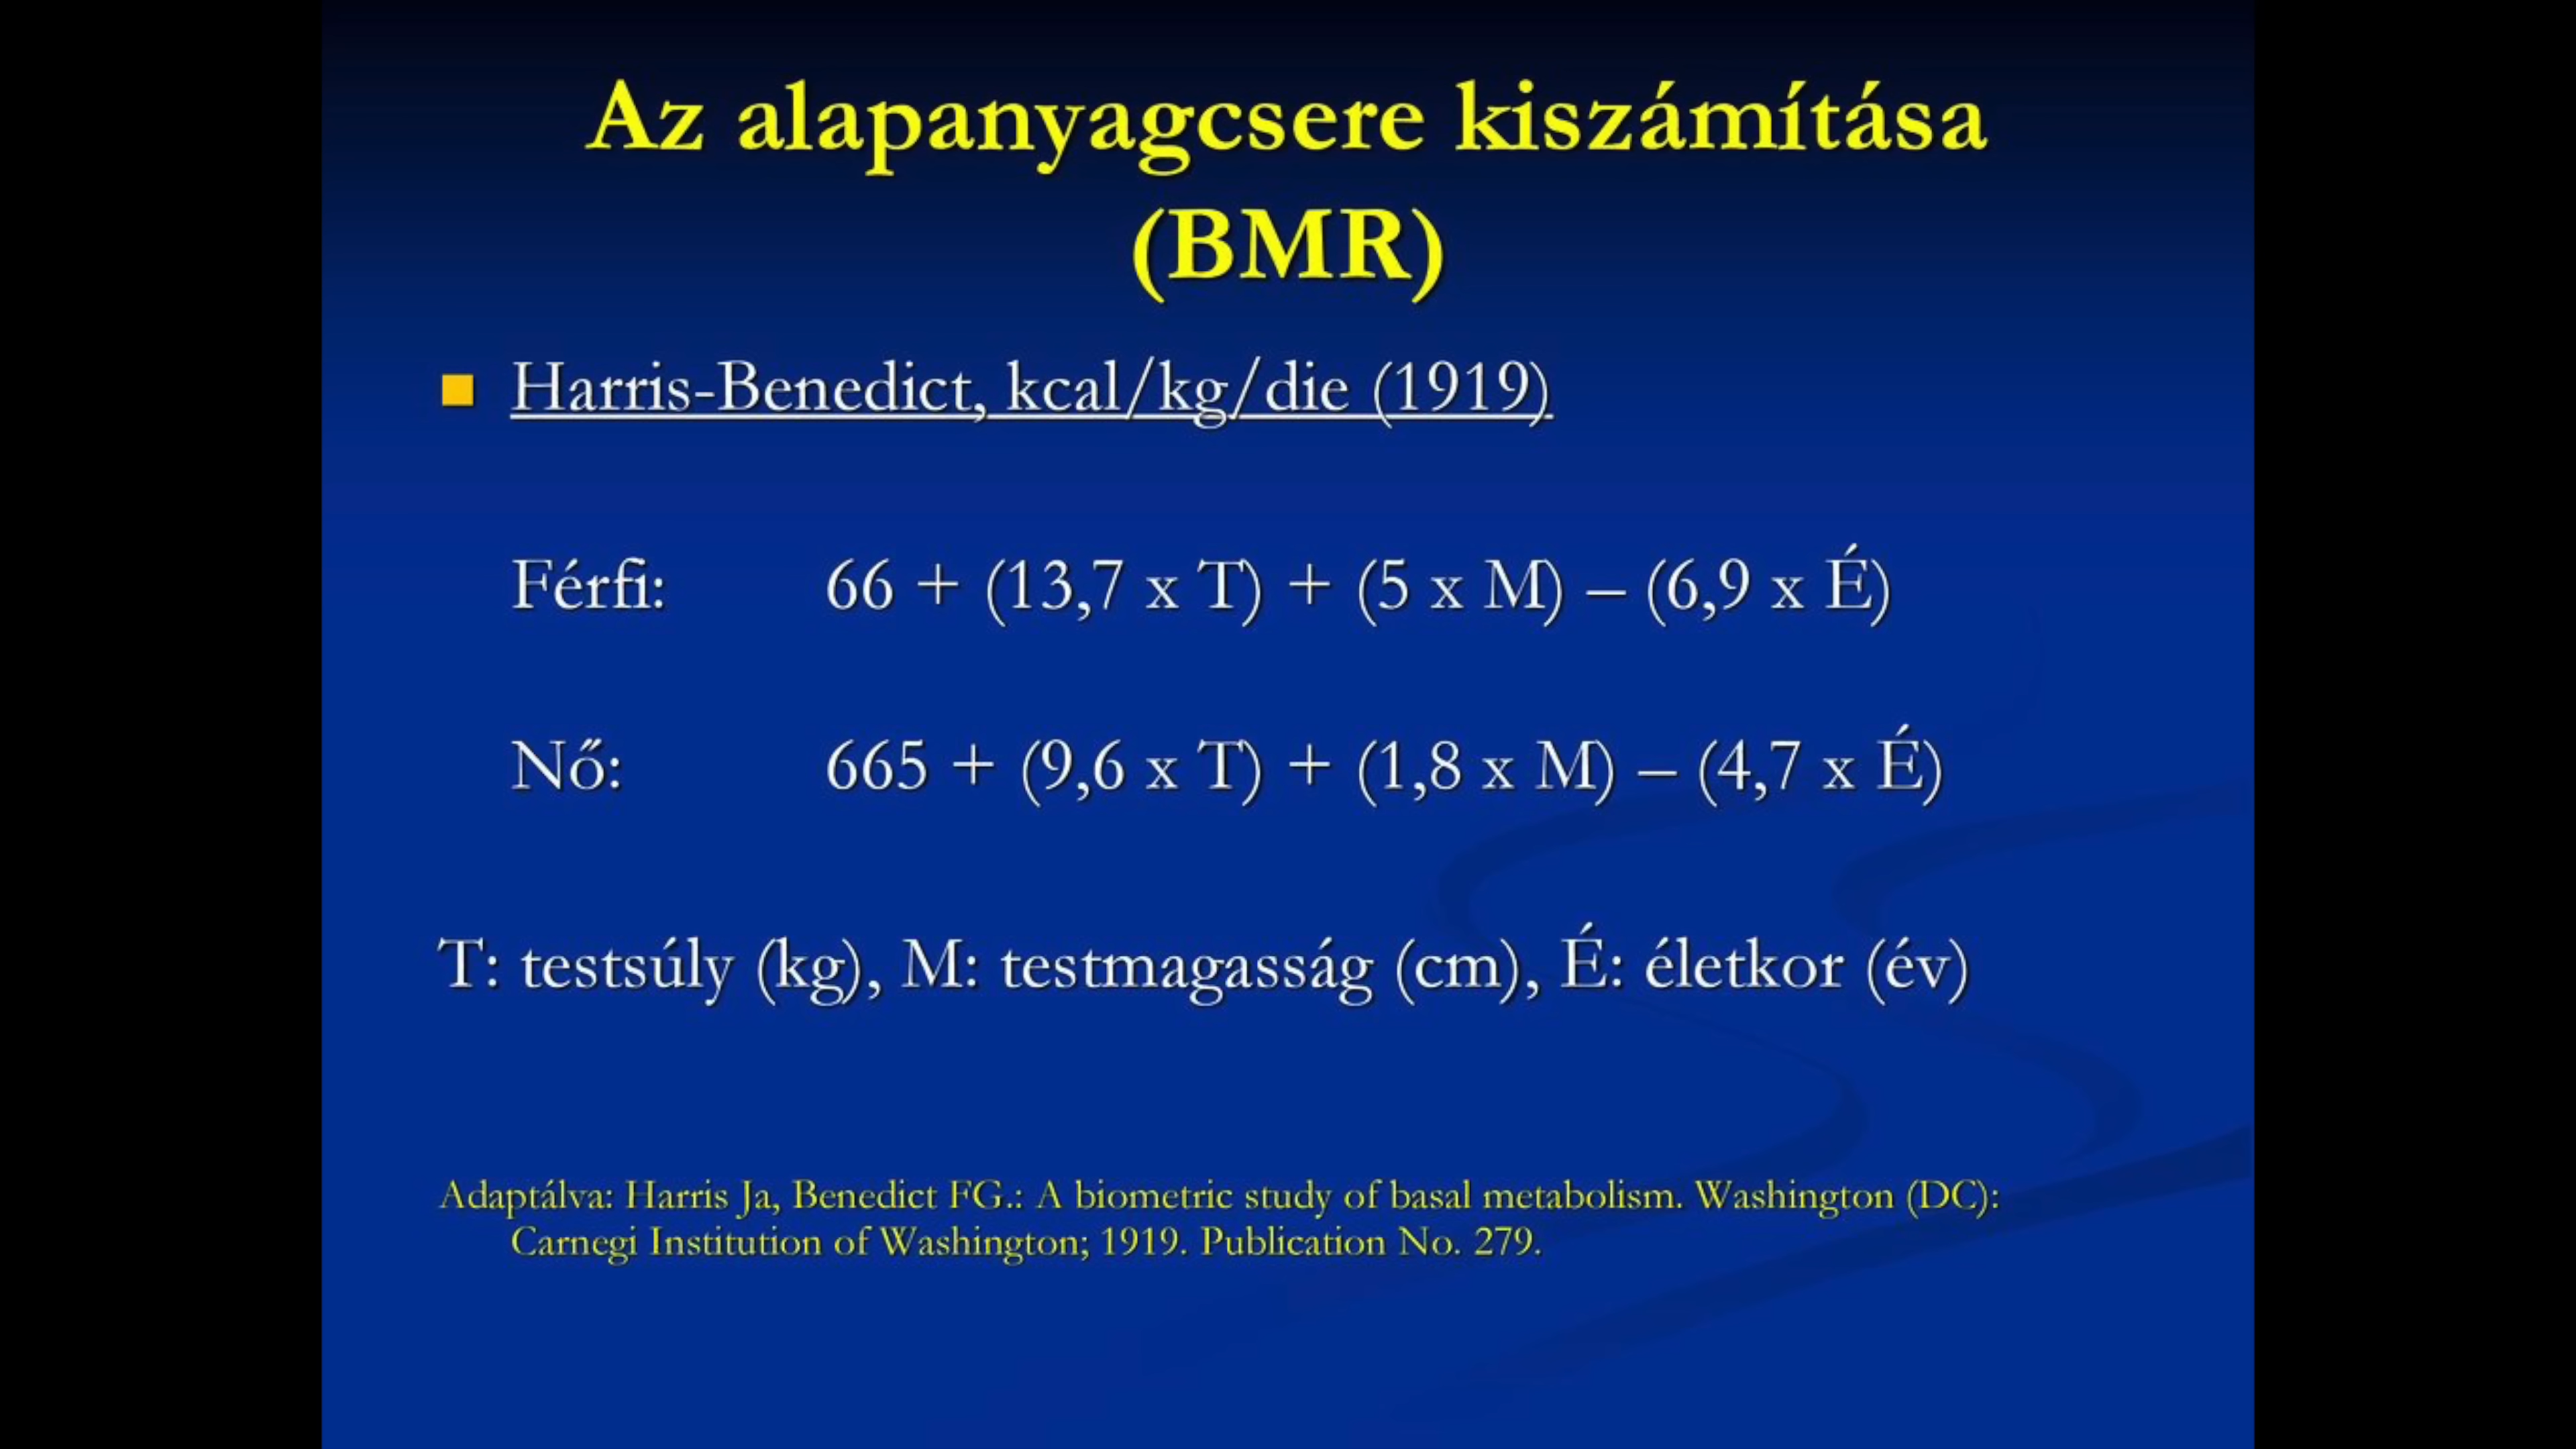 Az alapanyagcsere kiszámítása
(BMR)
Harris-Benedict, kcal/kg/die (1919)
Férfi: 66 + (13,7 x T) + (5 x M) – (6,9 x É)
Nő: 665 + (9,6 x T) + (1,8 x M) – (4,7 x É)
T: testsúly (kg), M: testmagasság (cm), É: életkor (év)
Adaptálva: Harris Ja, Benedict FG.: A biometric study of basal metabolism. Washington (DC):
Carnegi Institution of Washington; 1919. Publication No. 279.